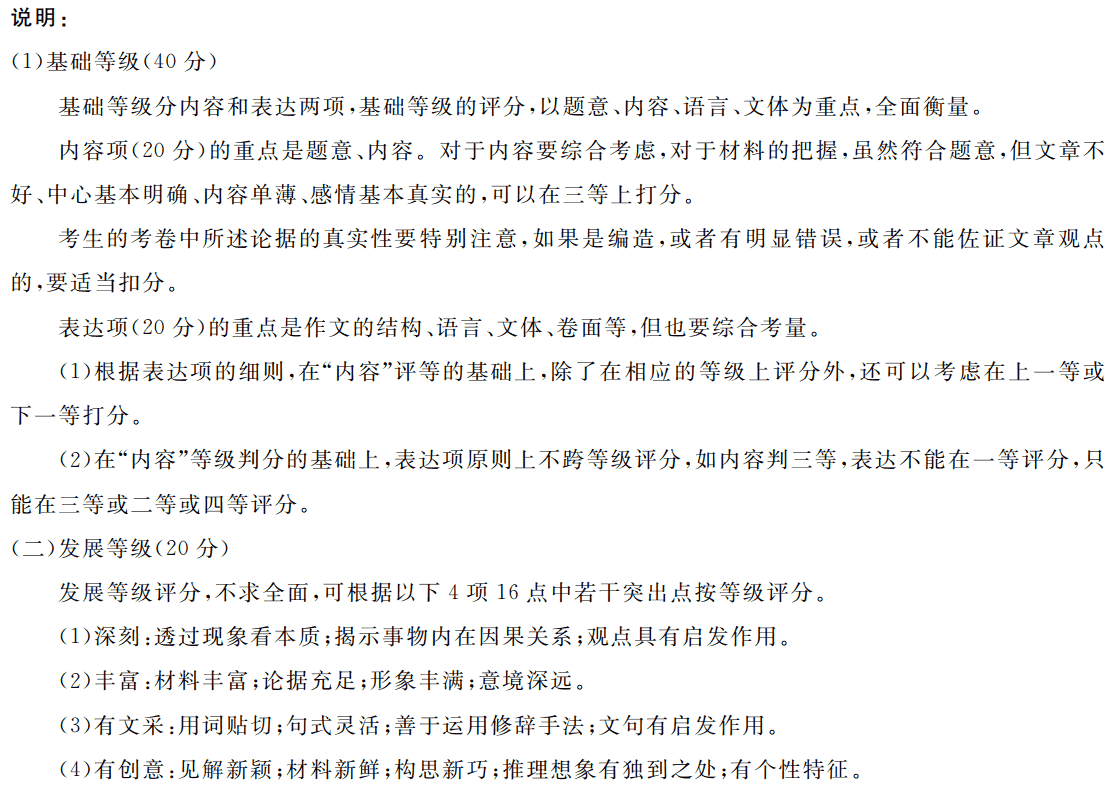 说明:
(1)基础等级(40 分)
基础等级分内容和表达两项,基础等级的评分,以题意、内容、语言、文体为重点,全面衡量。
内容项(20 分)的重点是题意、内容。对于内容要综合考虑,对于材料的把握,虽然符合题意,但文章不
好、中心基本明确、内容单薄、感情基本真实的,可以在三等上打分。
考生的考卷中所述论据的真实性要特别注意,如果是编造,或者有明显错误,或者不能佐证文章观点
的,要适当扣分。
表达项(20 分)的重点是作文的结构、语言、文体、卷面等,但也要综合考量。
(1)根据表达项的细则,在“内容”评等的基础上,除了在相应的等级上评分外,还可以考虑在上一等或
下一等打分。
(2)在“内容”等级判分的基础上,表达项原则上不跨等级评分,如内容判三等,表达不能在一等评分,只
能在三等或二等或四等评分。
(二)发展等级(20 分)
发展等级评分,不求全面,可根据以下 4 项 16 点中若干突出点按等级评分。
(1)深刻:透过现象看本质;揭示事物内在因果关系;观点具有启发作用。
(2)丰富:材料丰富;论据充足;形象丰满;意境深远。
(3)有文采:用词贴切;句式灵活;善于运用修辞手法;文句有启发作用。
(4)有创意:见解新颖;材料新鲜;构思新巧;推理想象有独到之处;有个性特征。